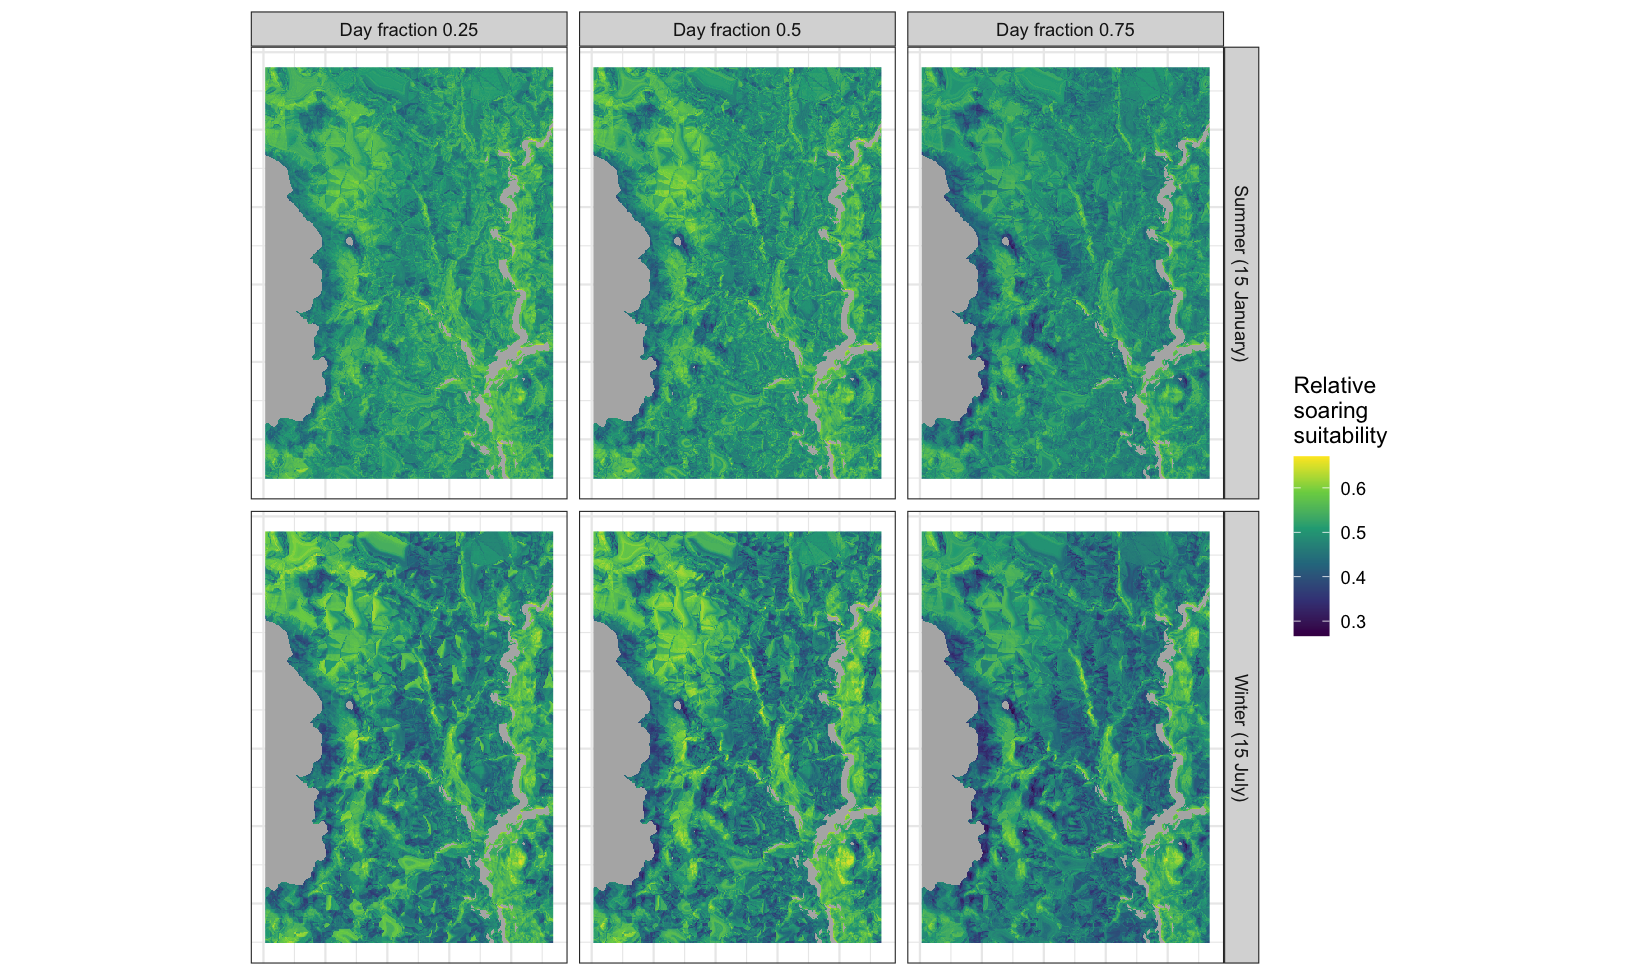 Day fraction 0.25
Day fraction 0.5
Day fraction 0.75
Summer (15 January)
Winter (15 July)
Relative
soaring
suitability
0.6
0.5
0.4
0.3